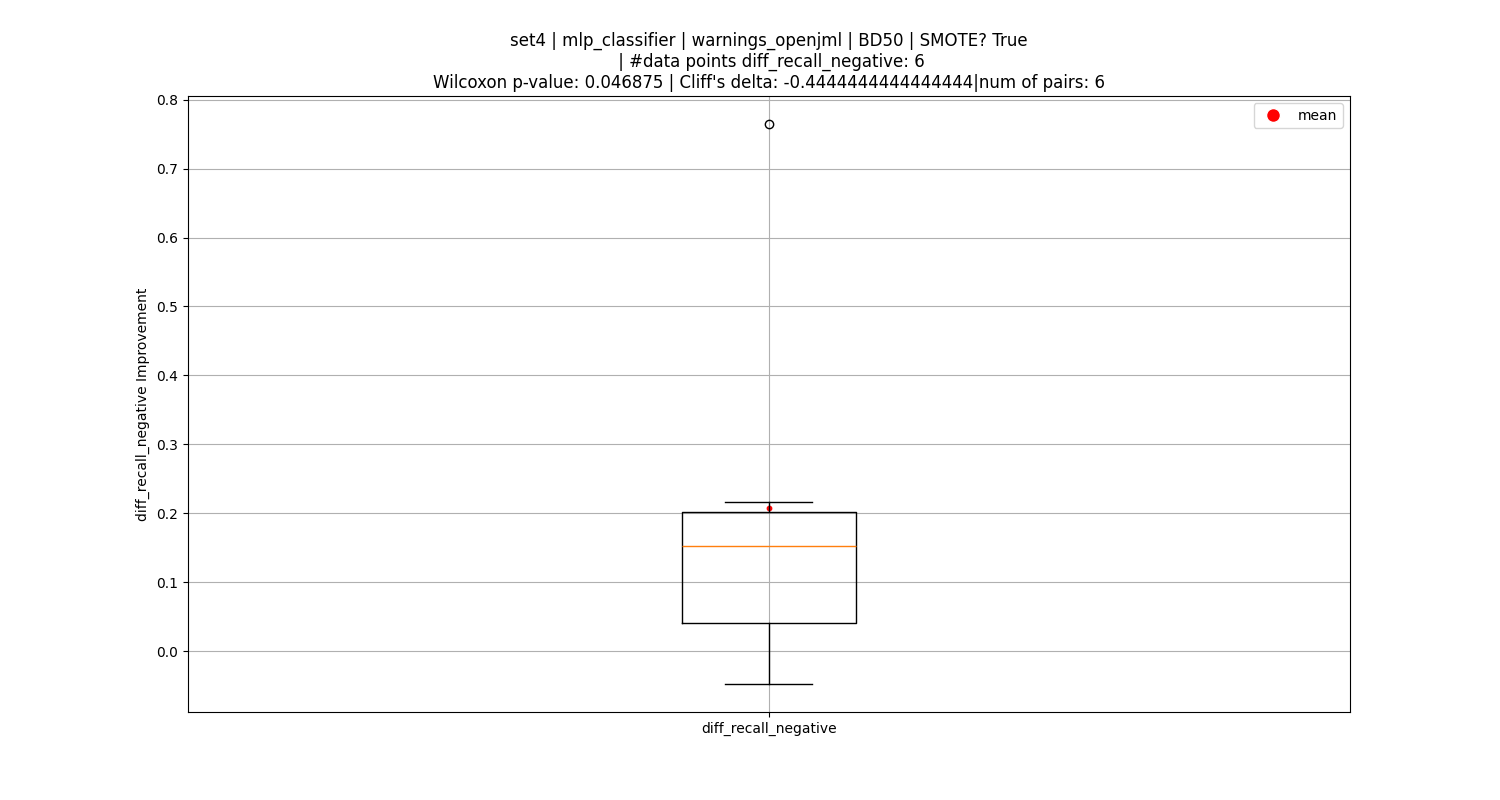 set4 | mlp_classifier | warnings_openjml | BD50 | SMOTE? True
| #data points diff_recall_negative: 6
Wilcoxon p-value: 0.046875 | Cliff's delta: -0.4444444444444444|num of pairs: 6
mean
0.8
0.7
0.6
0.5
0.4
0.3
0.2
0.1
0.0
diff_recall_negative Improvement
diff_recall_negative